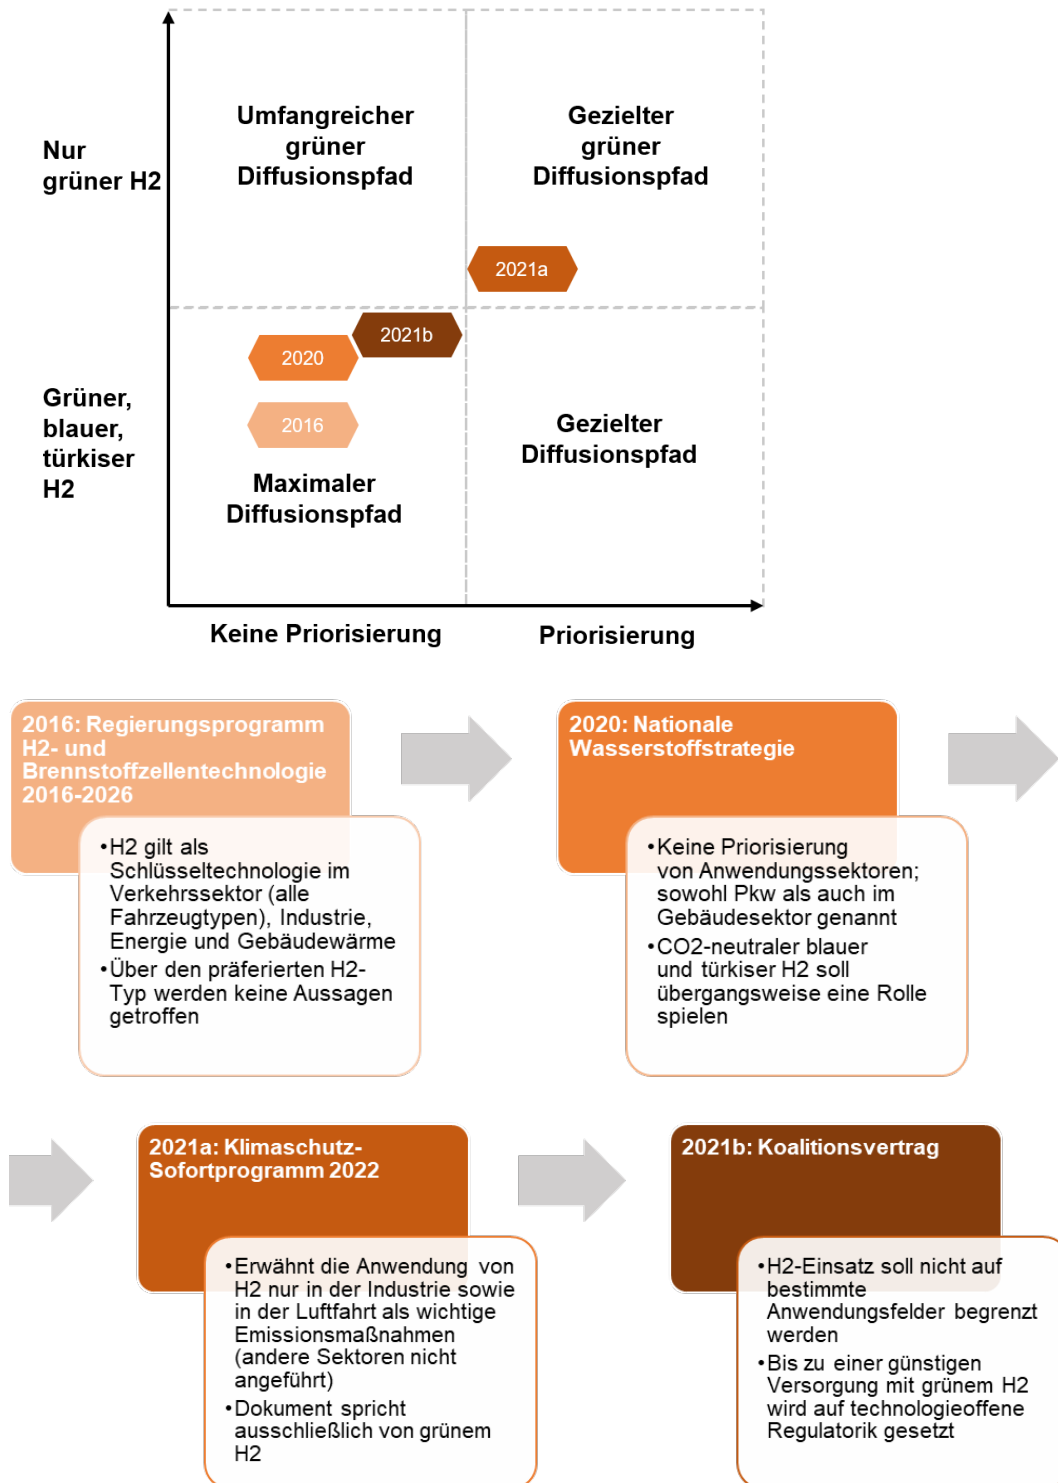 Umfangreicher
grüner
Diffusionspfad
Gezielter
grüner
Diffusionspfad
Nur
grüner H2
2021a
2021b
2020
2016
Grüner,
blauer,
türkiser
H2
Maximaler
Diffusionspfad
Gezielter
Diffusionspfad
Keine Priorisierung
Priorisierung
2016: Regierungsprogramm
H2- und
Brennstoffzellentechnologie
2016-2026
•H2 gilt als
Schlüsseltechnologie im
Verkehrssektor (alle
Fahrzeugtypen), Industrie,
Energie und Gebäudewärme
•Über den präferierten H2-
Typ werden keine Aussagen
getroffen
2020: Nationale
Wasserstoffstrategie
•Keine Priorisierung
von Anwendungssektoren;
sowohl Pkw als auch im
Gebäudesektor genannt
•CO2-neutraler blauer
und türkiser H2 soll
übergangsweise eine Rolle
spielen
2021a: Klimaschutz-
Sofortprogramm 2022
•Erwähnt die Anwendung von
H2 nur in der Industrie sowie
in der Luftfahrt als wichtige
Emissionsmaßnahmen
(andere Sektoren nicht
angeführt)
•Dokument spricht
ausschließlich von grünem
H2
2021b: Koalitionsvertrag
•H2-Einsatz soll nicht auf
bestimmte
Anwendungsfelder begrenzt
werden
•Bis zu einer günstigen
Versorgung mit grünem H2
wird auf technologieoffene
Regulatorik gesetzt